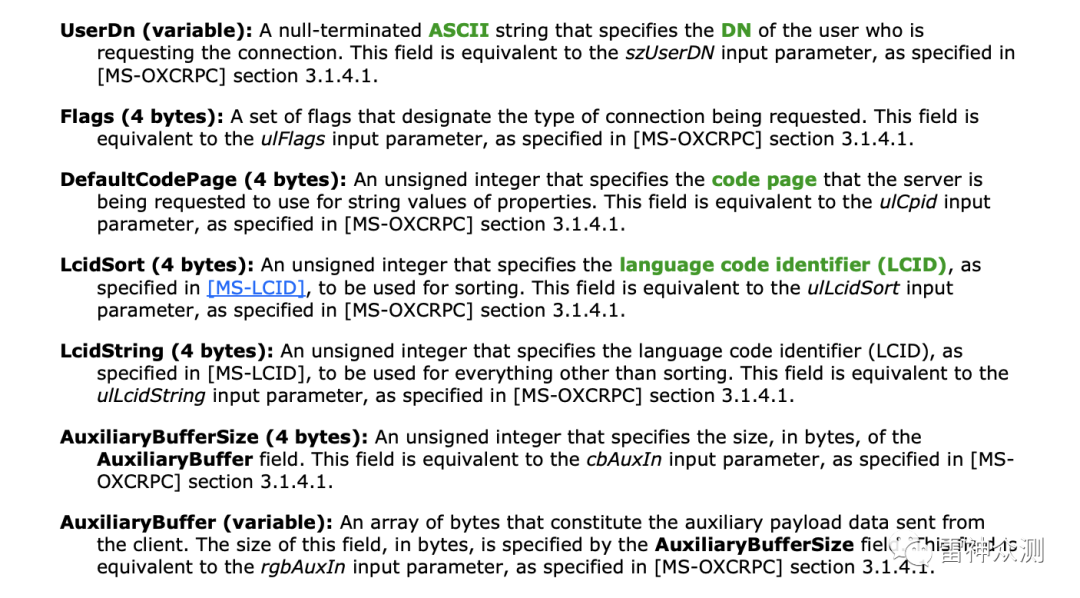 UserDn (variable): A null-terminated ASCII string that specifies the DN of the user who is
requesting the connection. This field is equivalent to the szUserDN input parameter, as specified in
[MS-OXCRPC] section 3.1.4.1.
Flags (4 bytes): A set of flags that designate the type of connection being requested. This field is
equivalent to the ulFlags input parameter, as specified in [MS-OXCRPC] section 3.1.4.1.
DefaultCodePage (4 bytes): An unsigned integer that specifies the code page that the server is
being requested to use for string values of properties. This field is equivalent to the ulCpid input
parameter, as specified in [MS-OXCRPC] section 3.1.4.1.
LcidSort (4 bytes): An unsigned integer that specifies the language code identifier (LCID), as
specified in [MS-LCID], to be used for sorting. This field is equivalent to the ulLcidSort input
parameter, as specified in [MS-OXCRPC] section 3.1.4.1.
LcidString (4 bytes): An unsigned integer that specifies the language code identifier (LCID), as
specified in [MS-LCID], to be used for everything other than sorting. This field is equivalent to the
ulLcidString input parameter, as specified in [MS-OXCRPC] section 3.1.4.1.
AuxiliaryBufferSize (4 bytes): An unsigned integer that specifies the size, in bytes, of the
AuxiliaryBuffer field. This field is equivalent to the cbAuxIn input parameter, as specified in [MS-
OXCRPC] section 3.1.4.1.
AuxiliaryBuffer (variable): An array of bytes that constitute the auxiliary payload data sent from
the client. The size of this field, in bytes, is specified by the AuxiliaryBufferSize field. This field is
equivalent to the rgbAuxIn input parameter, as specified in [MS-OXCRPC] section 3.1.4.1.
雷神众测